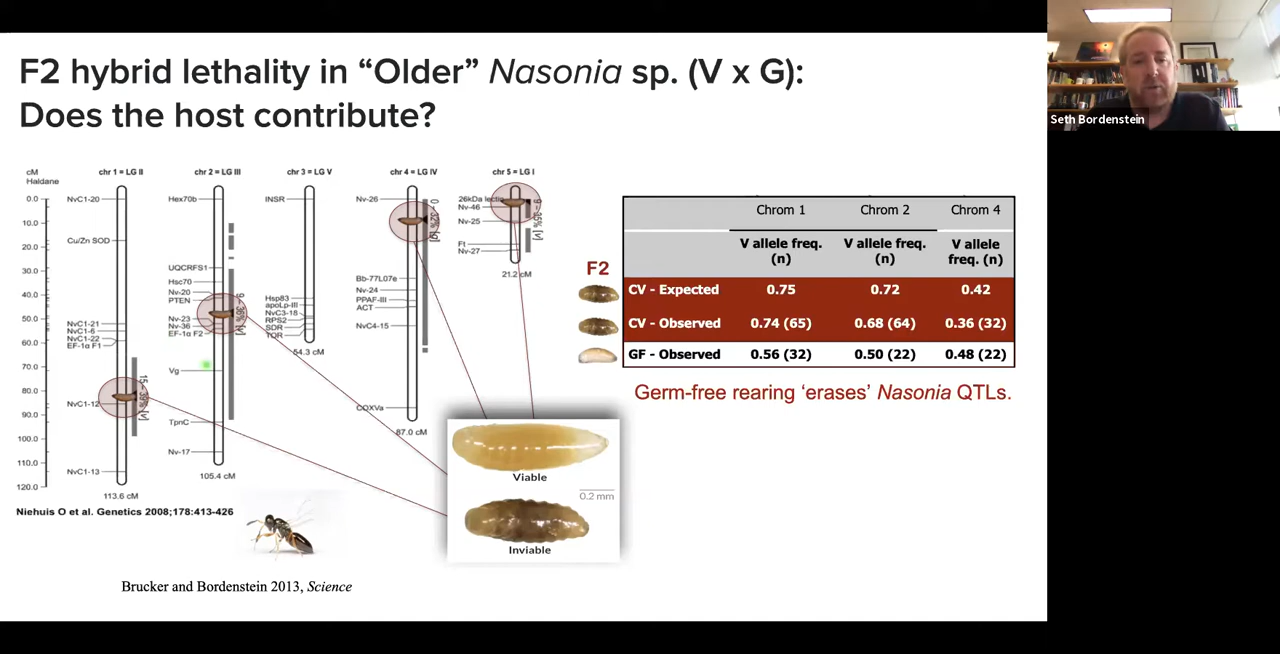 F2 hybrid lethality in “Older” Nasonia sp. (V x G):
Does the host contribute?
Seth Bordenstein
cM
Haldane
0.0
10.0
20.0
30.0
40.0
50.0
60.0
70.0
80.0
90.0
100.0
110.0
120.0
chr 1 = LG II
NvC1-20
Cu/Zn SOD
NvC1-21
NvC1-6
NvC1-22
EF-1α F1
NvC1-12
NvC1-13
15 – 39% [v]
113.6 cM
chr 2 = LG III
Hex70b
UQCRFS1
Hsc70
Nv-20
PTEN
Nv-23
Nv-36
EF-1α F2
Vg
TpnC
Nv-17
105.4 cM
chr 3 = LG V
INSR
Hsp83
apoLp-III
NvC3-18
RPS2
SDR
TOR
54.3 cM
chr 4 = LG IV
Nv-26
Bb-77L07e
Nv-24
PPAF-III
ACT
NvC4-15
COXVa
87.0 cM
chr 5 = LG I
26kDa lectin
Nv-46
Nv-25
Ft
Nv-27
21.2 cM
Niehuis O et al. Genetics 2008;178:413-426
Viable
0.2 mm
Inviable
Brucker and Bordenstein 2013, Science
F2
Chrom 1 Chrom 2 Chrom 4
V allele freq. (n) V allele freq. (n) V allele freq. (n)
CV - Expected 0.75 0.72 0.42
CV - Observed 0.74 (65) 0.68 (64) 0.36 (32)
GF - Observed 0.56 (32) 0.50 (22) 0.48 (22)
Germ-free rearing ‘erases’ Nasonia QTLs.